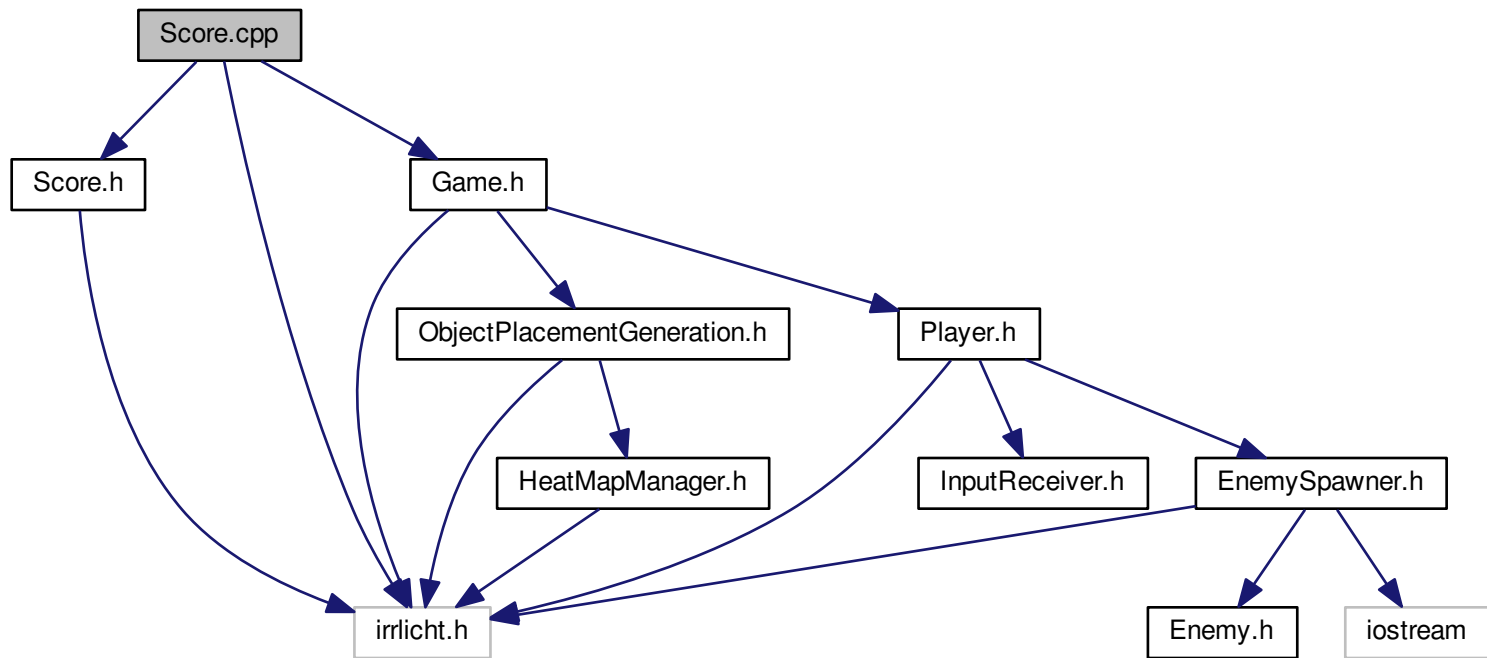 Score.cpp
Score.h
Game.h
ObjectPlacementGeneration.h
Player.h
HeatMapManager.h
InputReceiver.h
EnemySpawner.h
irrlicht.h
Enemy.h
iostream